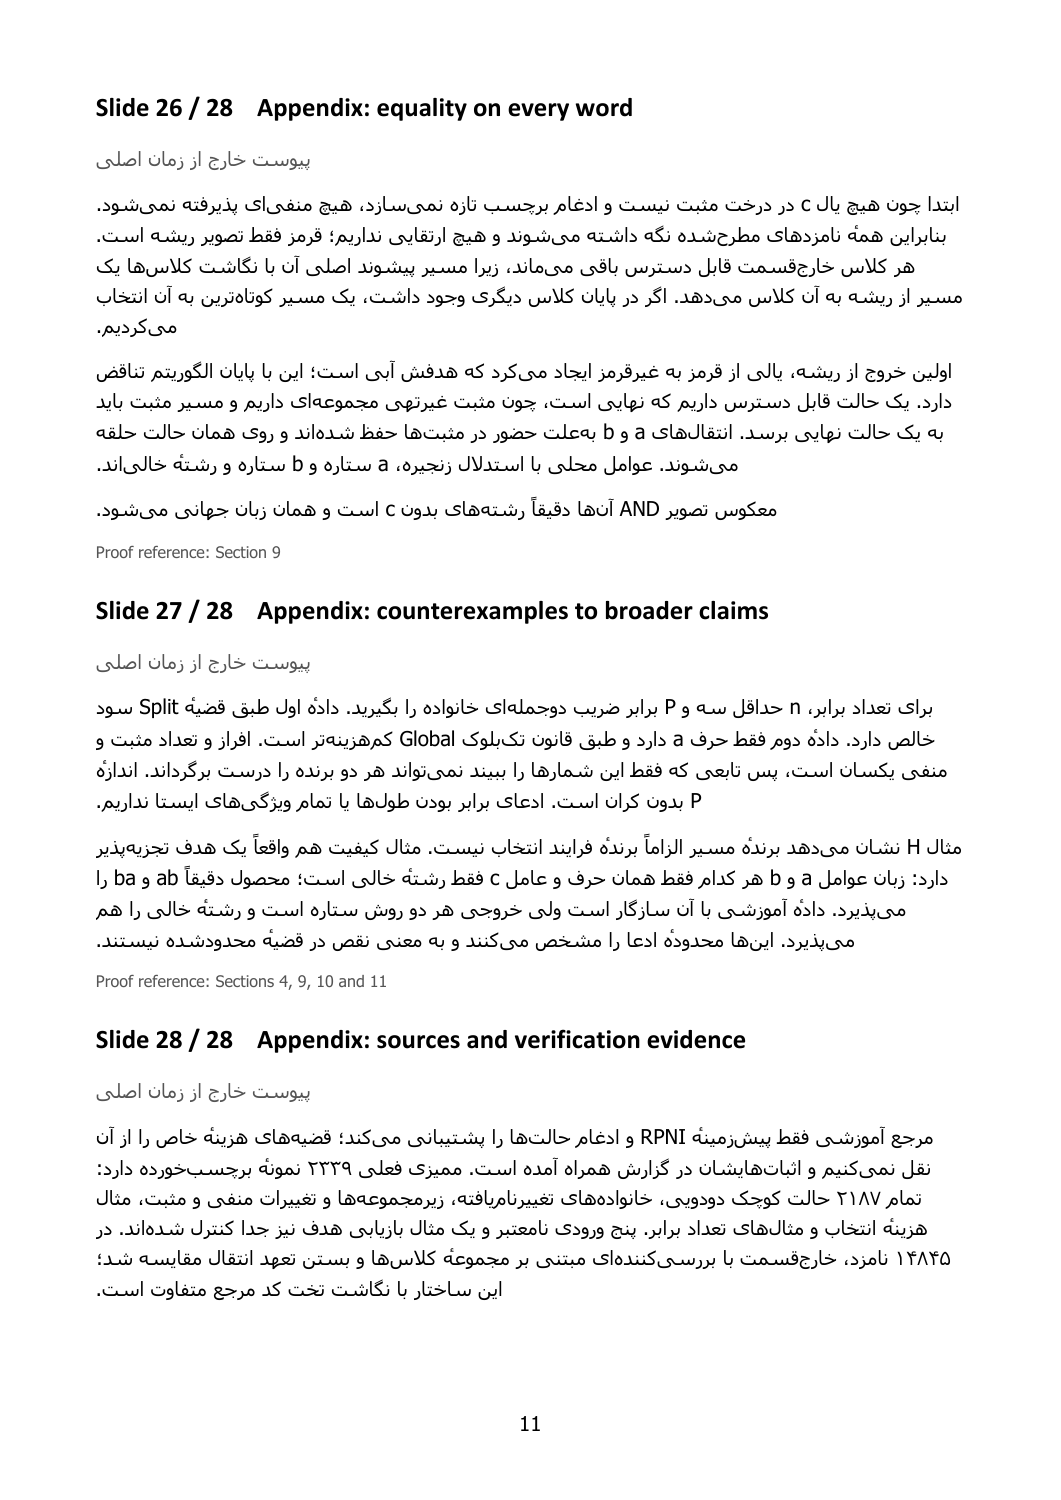 Slide 26 / 28 Appendix: equality on every word
پیوست خارج از زمان اصلی
ابتدا چون هیچ یال c در درخت مثبت نیست و ادغام برچسب تازه نمی‌سازد، هیچ منفی‌ای پذیرفته نمی‌شود.
بنابراین همهٔ نامزدهای مطرح‌شده نگه داشته می‌شوند و هیچ ارتقایی نداریم؛ قرمز فقط تصویر ریشه است.
هر کلاس خارج‌قسمت قابل دسترس باقی می‌ماند، زیرا مسیر پیشوند اصلی آن با نگاشت کلاس‌ها یک
مسیر از ریشه به آن کلاس می‌دهد. اگر در پایان کلاس دیگری وجود داشت، یک مسیر کوتاه‌ترین به آن انتخاب
می‌کردیم.
اولین خروج از ریشه، یالی از قرمز به غیرقرمز ایجاد می‌کرد که هدفش آبی است؛ این با پایان الگوریتم تناقض
دارد. یک حالت قابل دسترس داریم که نهایی است، چون مثبت غیرتهی مجموعه‌ای داریم و مسیر مثبت باید
به یک حالت نهایی برسد. انتقال‌های a و b به‌علت حضور در مثبت‌ها حفظ شده‌اند و روی همان حالت حلقه
می‌شوند. عوامل محلی با استدلال زنجیره، a ستاره و b ستاره و رشتهٔ خالی‌اند.
معکوس تصویر AND آن‌ها دقیقاً رشته‌های بدون c است و همان زبان جهانی می‌شود.
Proof reference: Section 9
Slide 27 / 28 Appendix: counterexamples to broader claims
پیوست خارج از زمان اصلی
برای تعداد برابر، n حداقل سه و P برابر ضریب دوجمله‌ای خانواده را بگیرید. دادهٔ اول طبق قضیهٔ Split سود
خالص دارد. دادهٔ دوم فقط حرف a دارد و طبق قانون تک‌بلوک Global کم‌هزینه‌تر است. افراز و تعداد مثبت و
منفی یکسان است، پس تابعی که فقط این شمارها را ببیند نمی‌تواند هر دو برنده را درست برگرداند. اندازهٔ
P بدون کران است. ادعای برابر بودن طول‌ها یا تمام ویژگی‌های ایستا نداریم.
مثال H نشان می‌دهد برندهٔ مسیر الزاماً برندهٔ فرایند انتخاب نیست. مثال کیفیت هم واقعاً یک هدف تجزیه‌پذیر
دارد: زبان عوامل a و b هر کدام فقط همان حرف و عامل c فقط رشتهٔ خالی است؛ محصول دقیقاً ab و ba را
می‌پذیرد. دادهٔ آموزشی با آن سازگار است ولی خروجی هر دو روش ستاره است و رشتهٔ خالی را هم
می‌پذیرد. این‌ها محدودهٔ ادعا را مشخص می‌کنند و به معنی نقص در قضیهٔ محدودشده نیستند.
Proof reference: Sections 4, 9, 10 and 11
Slide 28 / 28 Appendix: sources and verification evidence
پیوست خارج از زمان اصلی
مرجع آموزشی فقط پیش‌زمینهٔ RPNI و ادغام حالت‌ها را پشتیبانی می‌کند؛ قضیه‌های هزینهٔ خاص را از آن
نقل نمی‌کنیم و اثبات‌هایشان در گزارش همراه آمده است. ممیزی فعلی ۲۳۳۹ نمونهٔ برچسب‌خورده دارد:
تمام ۲۱۸۷ حالت کوچک دودویی، خانواده‌های تغییرنام‌یافته، زیرمجموعه‌ها و تغییرات منفی و مثبت، مثال
هزینهٔ انتخاب و مثال‌های تعداد برابر. پنج ورودی نامعتبر و یک مثال بازیابی هدف نیز جدا کنترل شده‌اند. در
۱۴۸۴۵ نامزد، خارج‌قسمت با بررسی‌کننده‌ای مبتنی بر مجموعهٔ کلاس‌ها و بستن تعهد انتقال مقایسه شد؛
این ساختار با نگاشت تخت کد مرجع متفاوت است.
11